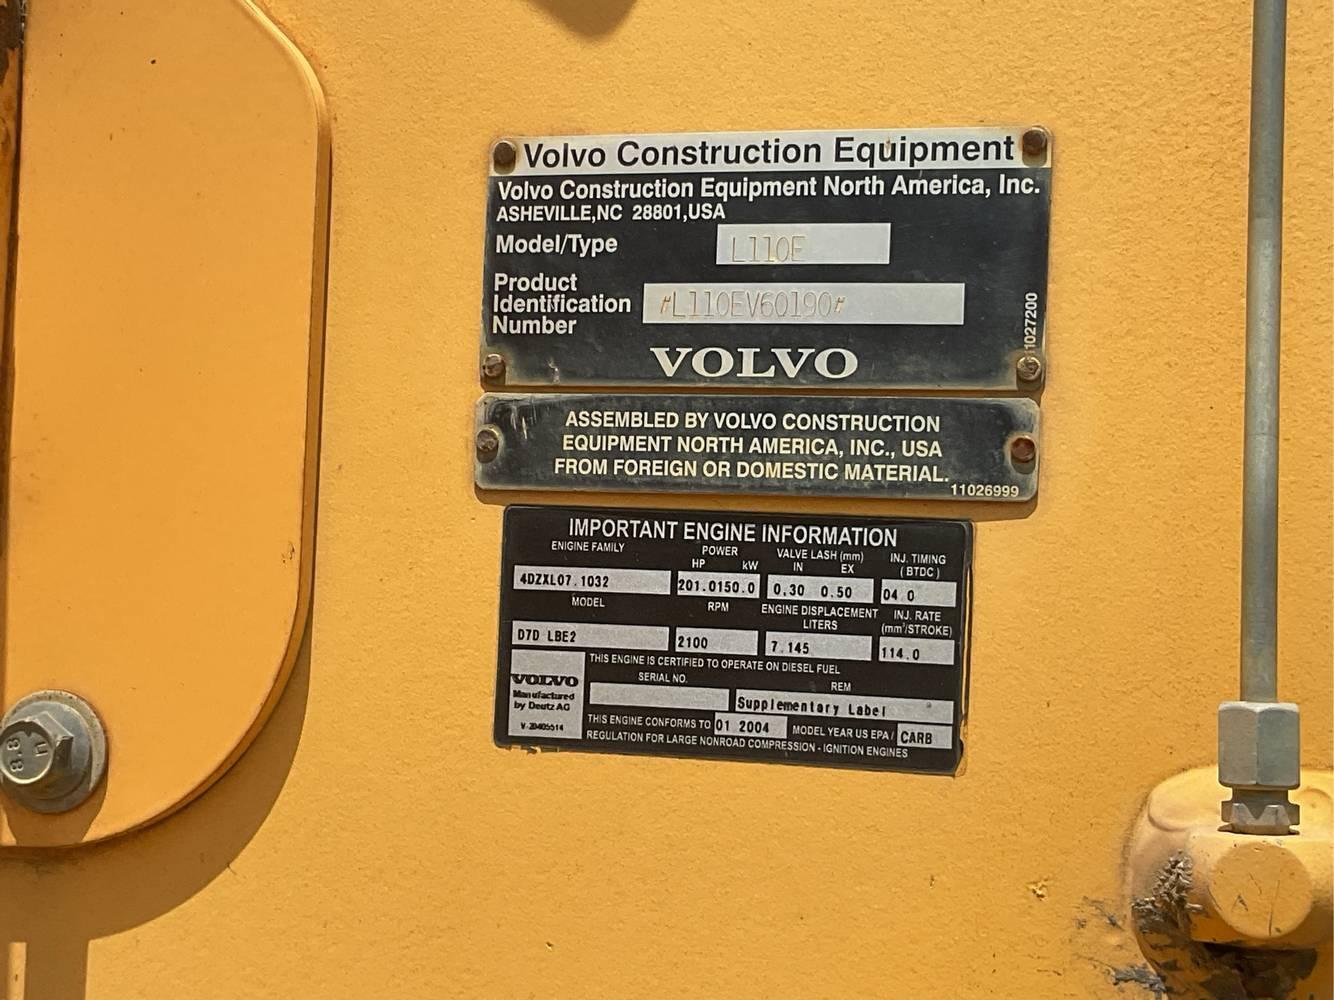 Volvo Construction Equipment
Volvo Construction Equipment North America, Inc.
ASHEVILLE,NC 28801,USA
Model/Type L110E
Product
Identification
Number
#L110EV60190#
VOLVO
11027200
ASSEMBLED BY VOLVO CONSTRUCTION
EQUIPMENT NORTH AMERICA, INC., USA
FROM FOREIGN OR DOMESTIC MATERIAL.
11026999
IMPORTANT ENGINE INFORMATION
ENIGINE FAMILY POWER VALVE LASH (mm) INJ. TIMING
HP kW IN EX (BTDC)
4DZXL07.1032 201.0150.0 0,30 0.50 04 0
MODEL RPM ENGINE DISPLACEMENT INJ. RATE
LITERS (mm³/STROKE)
D7D LBE2 2100 7.145 114.0
THIS ENGINE IS CERTIFIED TO OPERATE ON DIESEL FUEL
VOLVO
Manufactured
by Deutz AG
V-20405514
SERIAL NO. REM
Supplementary Label
THIS ENGINE CONFORMS TO 01 2004 MODEL YEAR US EPA/ CARB
REGULATION FOR LARGE NONROAD COMPRESSION - IGNITION ENGINES
8.8